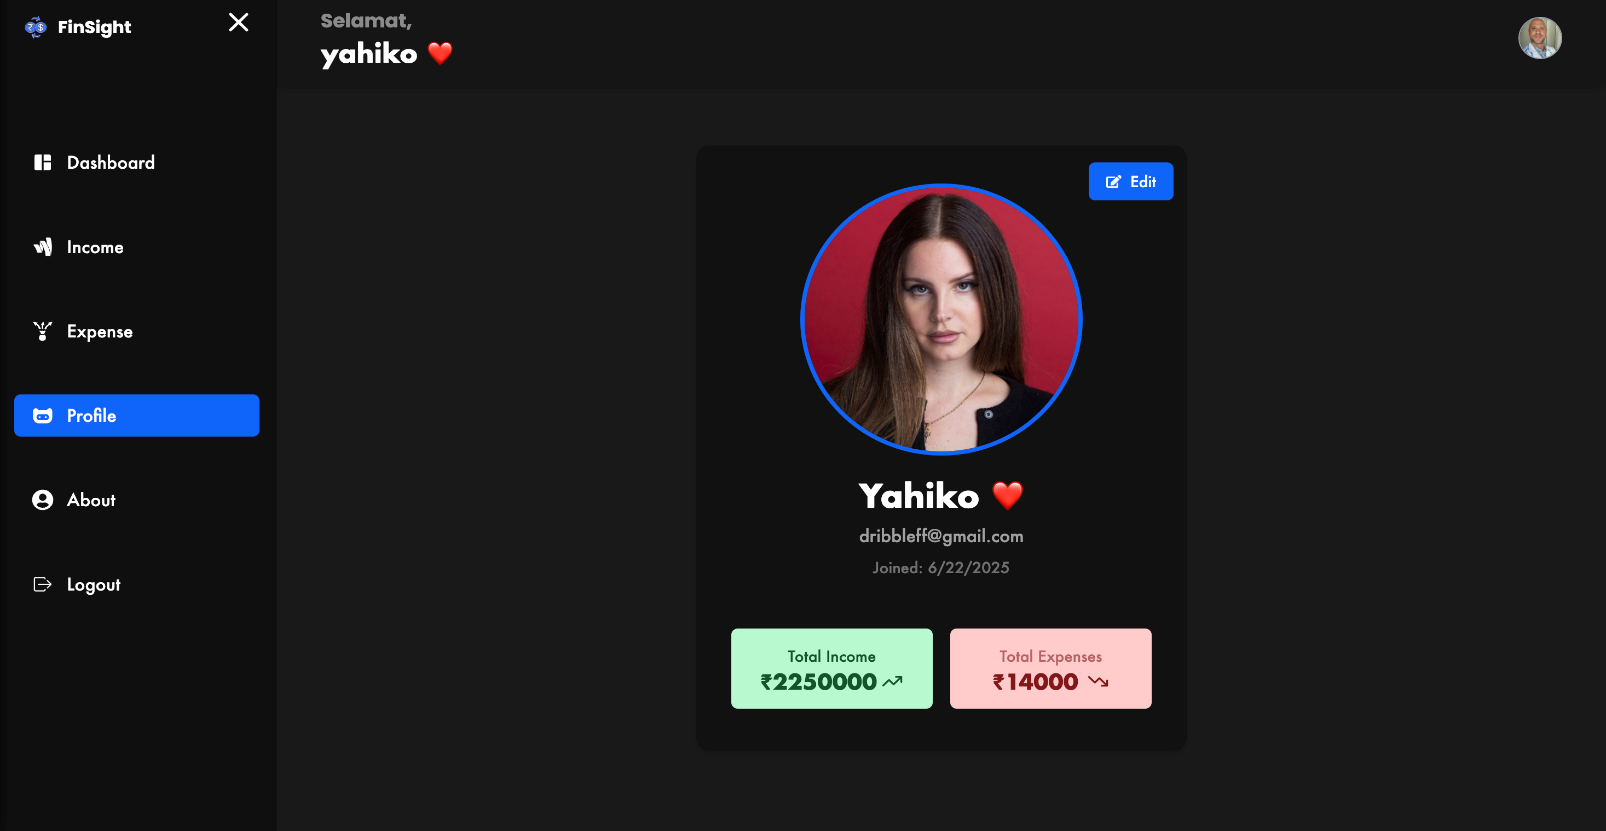 FinSight
Selamat,
yahiko ❤️
Dashboard
Income
Expense
Profile
About
Logout
Edit
Yahiko ❤️
dribbleff@gmail.com
Joined: 6/22/2025
Total Income
₹2250000
Total Expenses
₹14000